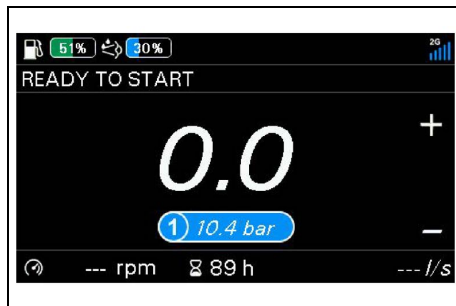 51% 30% 2G
READY TO START
0.0
+
1 10.4 bar
−
--- rpm 89 h --- l/s